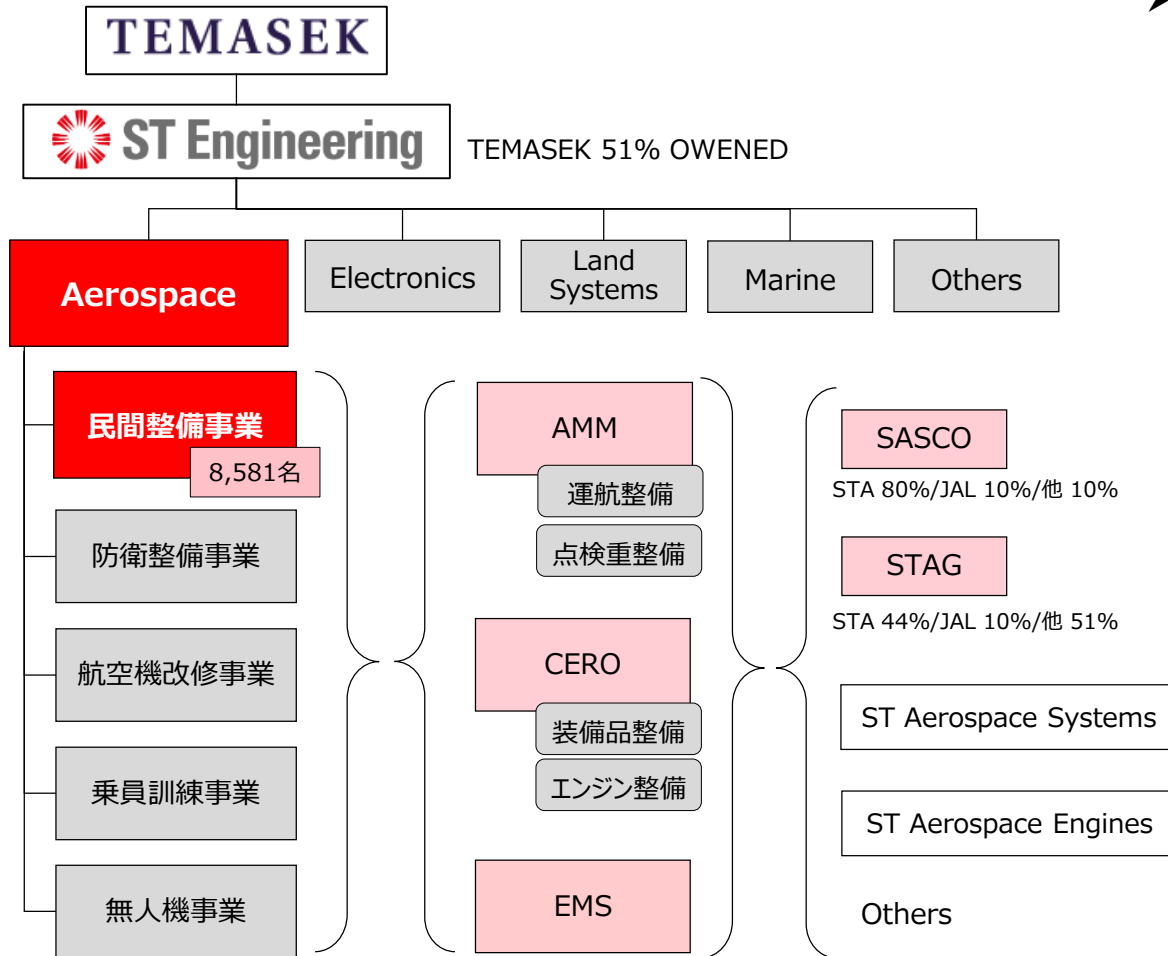 TEMASEK
ST Engineering
TEMASEK 51% OWENED
Aerospace
Electronics
Land
Systems
Marine
Others
民間整備事業
8,581名
防衛整備事業
航空機改修事業
乗員訓練事業
無人機事業
AMM
運航整備
点検重整備
CERO
装備品整備
エンジン整備
EMS
SASCO
STA 80%/JAL 10%/他 10%
STAG
STA 44%/JAL 10%/他 51%
ST Aerospace Systems
ST Aerospace Engines
Others